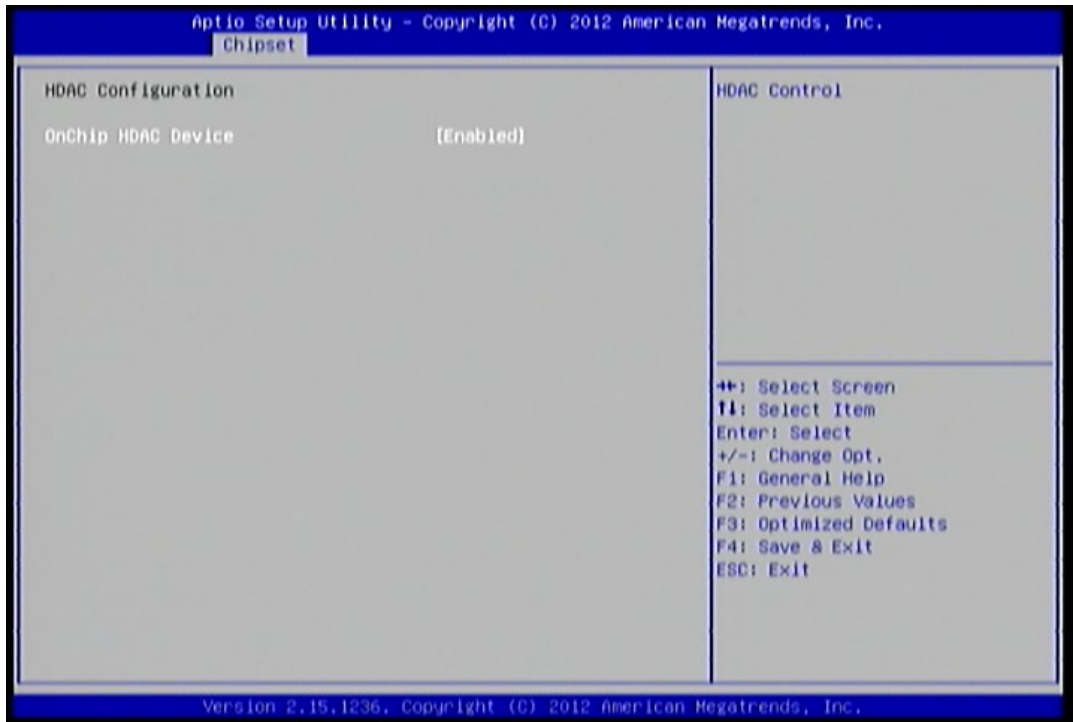 Aptio Setup Utility - Copyright (C) 2012 American Megatrends, Inc.
Chipset
HDAC Configuration
OnChip HDAC Device [Enabled]
HDAC Control
→←: Select Screen
↑↓: Select Item
Enter: Select
+/-: Change Opt.
F1: General Help
F2: Previous Values
F3: Optimized Defaults
F4: Save & Exit
ESC: Exit
Version 2.15.1236. Copyright (C) 2012 American Megatrends, Inc.